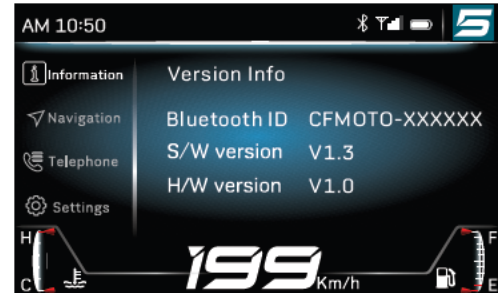 AM 10:50
5
Information
Version Info
Navigation
Bluetooth ID CFMOTO-XXXXXX
Telephone
S/W version V1.3
H/W version V1.0
Settings
H
F
199 Km/h
C
E